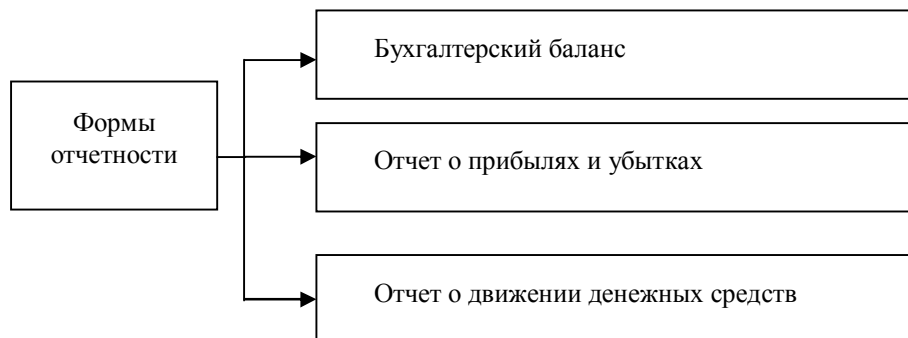 Бухгалтерский баланс
Формы
отчетности
Отчет о прибылях и убытках
Отчет о движении денежных средств